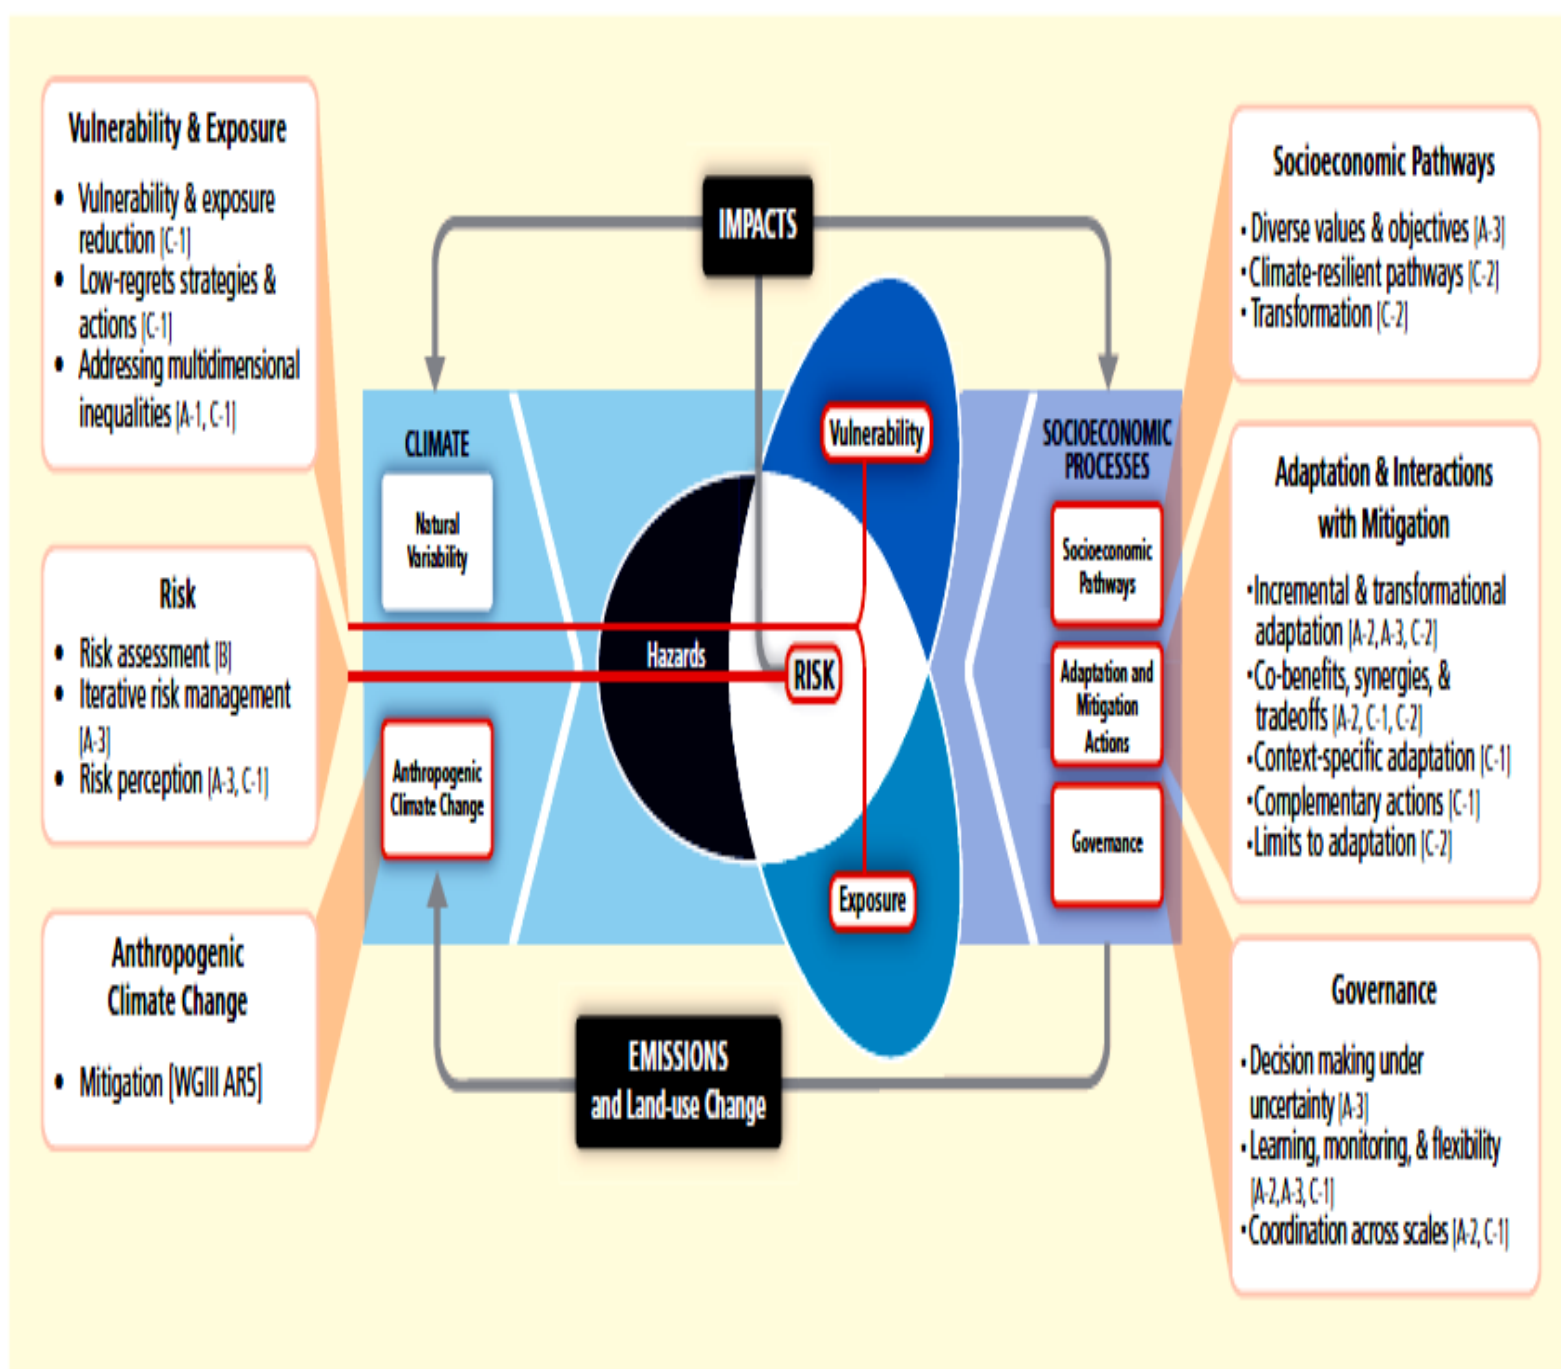 Vulnerability & Exposure
• Vulnerability & exposure
reduction [C-1]
• Low-regrets strategies &
actions [C-1]
• Addressing multidimensional
inequalities [A-1, C-1]
Risk
• Risk assessment [B]
• Iterative risk management
[A-3]
• Risk perception [A-3, C-1]
Anthropogenic
Climate Change
• Mitigation [WGIII AR5]
IMPACTS
CLIMATE
Natural
Variability
Anthropogenic
Climate Change
Vulnerability
Hazards
RISK
Exposure
SOCIOECONOMIC
PROCESSES
Socioeconomic
Pathways
Adaptation and
Mitigation
Actions
Governance
EMISSIONS
and Land-use Change
Socioeconomic Pathways
• Diverse values & objectives [A-3]
• Climate-resilient pathways [C-2]
• Transformation [C-2]
Adaptation & Interactions
with Mitigation
• Incremental & transformational
adaptation [A-2, A-3, C-2]
• Co-benefits, synergies, &
tradeoffs [A-2, C-1, C-2]
• Context-specific adaptation [C-1]
• Complementary actions [C-1]
• Limits to adaptation [C-2]
Governance
• Decision making under
uncertainty [A-3]
• Learning, monitoring, & flexibility
[A-2, A-3, C-1]
• Coordination across scales [A-2, C-1]